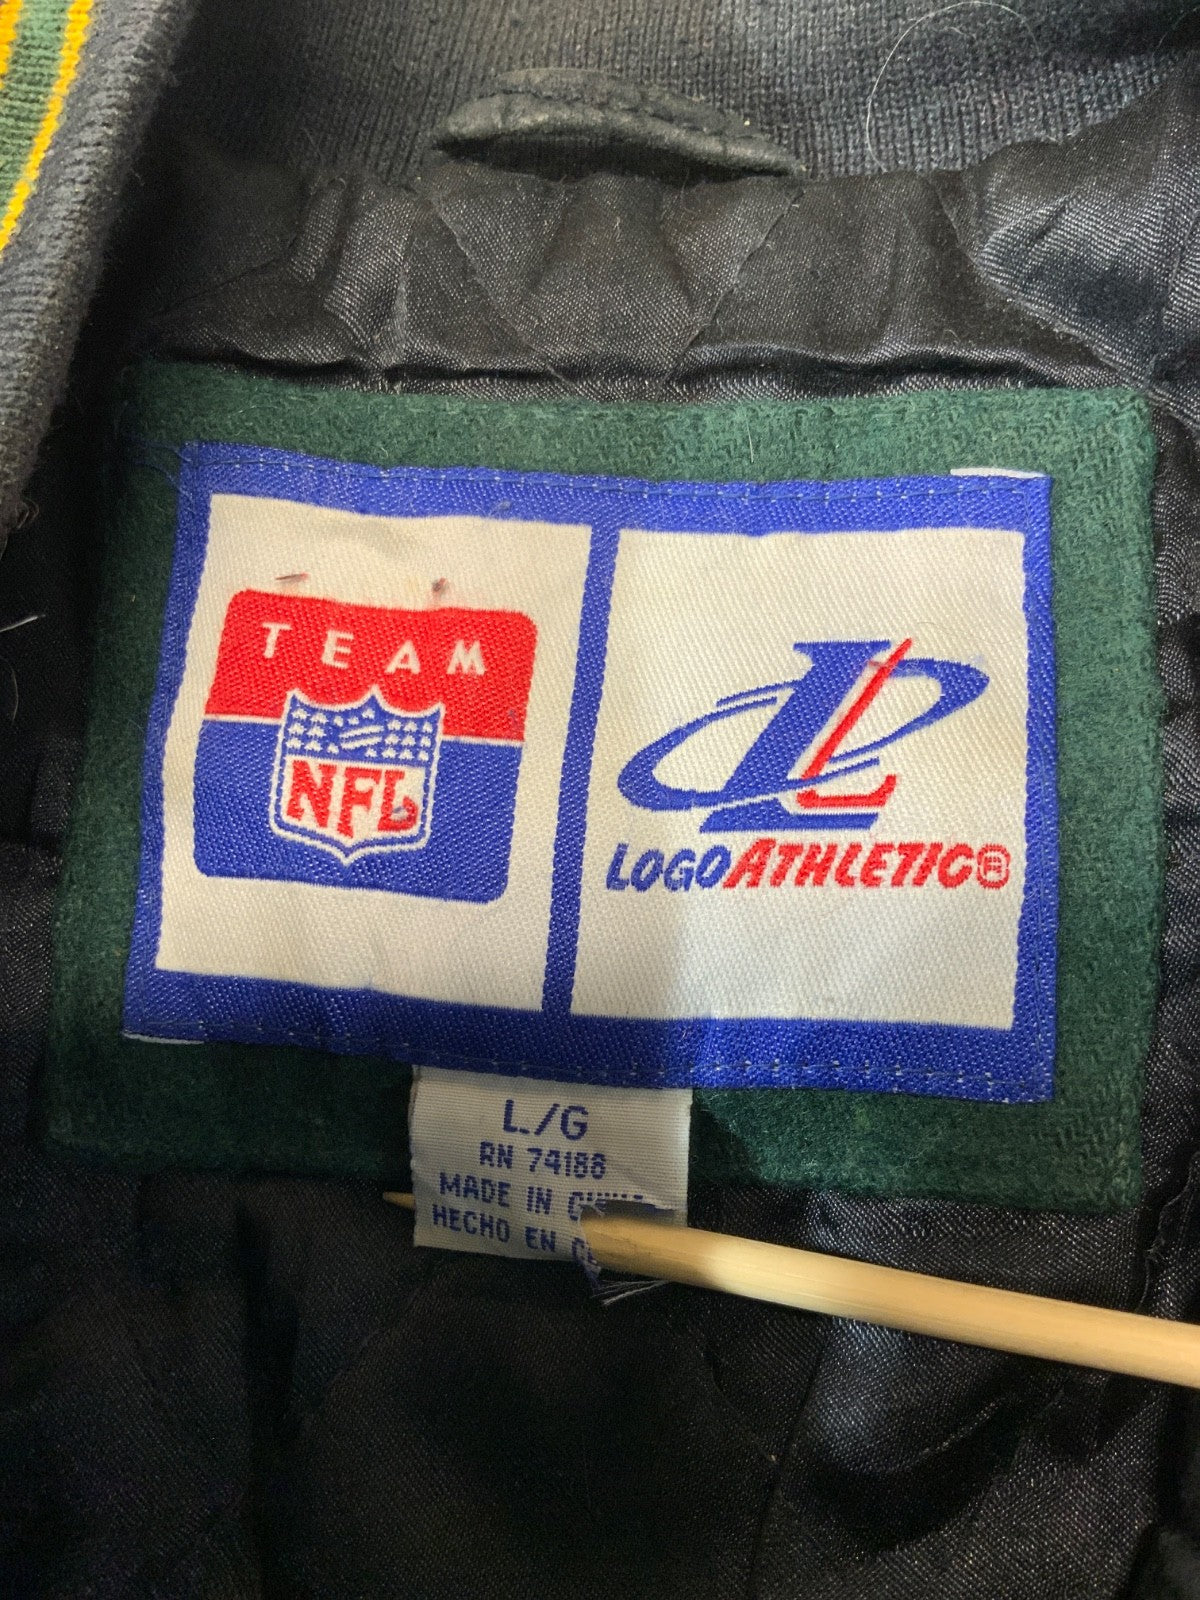 TEAM
NFL
LOGOATHLETIC®
L./G
RN 74188
MADE IN
HECHO EN